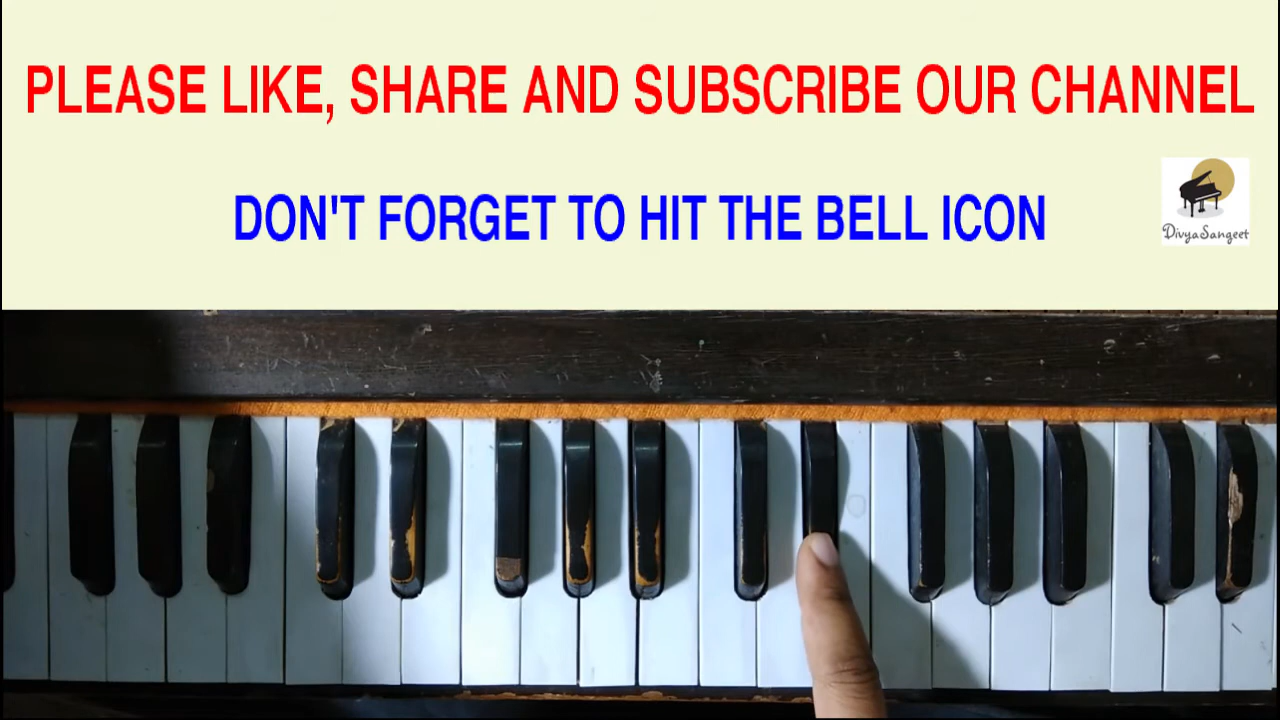 PLEASE LIKE, SHARE AND SUBSCRIBE OUR CHANNEL
DON'T FORGET TO HIT THE BELL ICON
DivyaSangeet